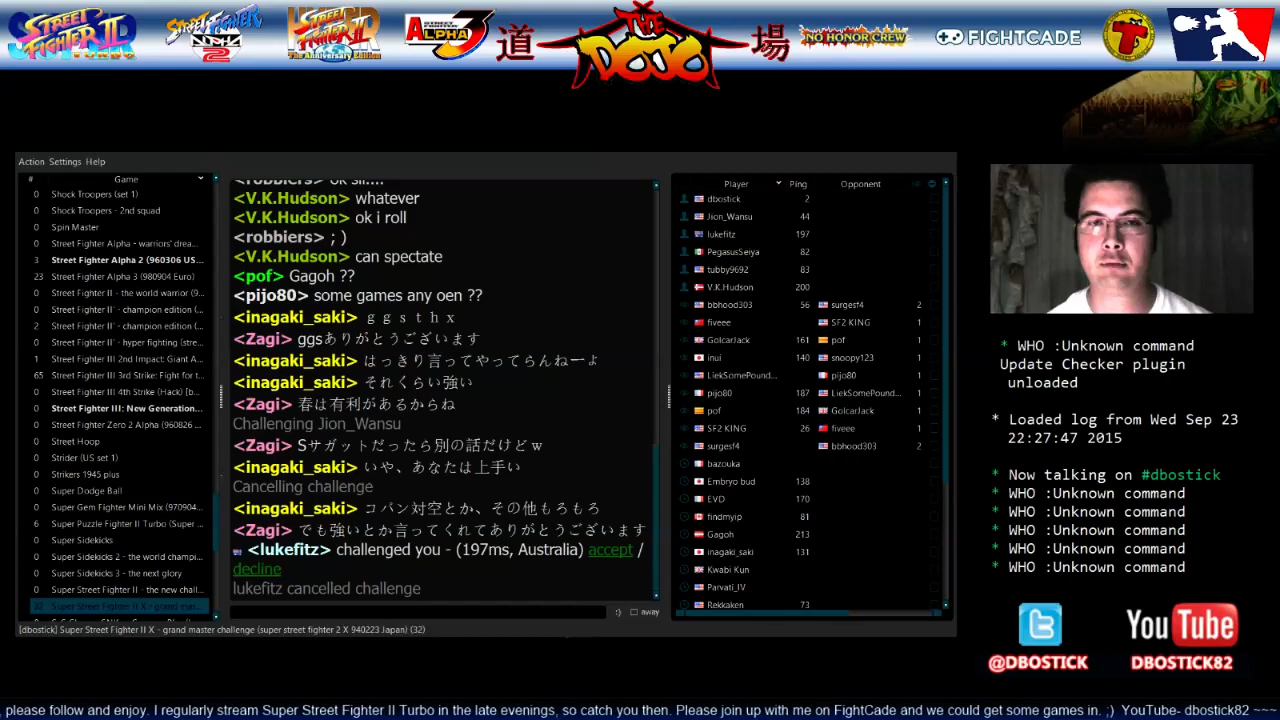 STREET FIGHTER II TURBO
STREET FIGHTER ALPHA 2
STREET FIGHTER II
The Anniversary Edition
STREET FIGHTER ALPHA 3
道
THE DOJO
場
NO HONOR CREW
FIGHTCADE
Action Settings Help
# Game
0 Shock Troopers (set 1)
0 Shock Troopers - 2nd squad
0 Spin Master
0 Street Fighter Alpha - warriors' drea...
3 Street Fighter Alpha 2 (960306 US...
23 Street Fighter Alpha 3 (980904 Euro)
0 Street Fighter II - the world warrior (9...
0 Street Fighter II' - champion edition (...
2 Street Fighter II' - champion edition (...
0 Street Fighter II' - hyper fighting (stre...
1 Street Fighter III 2nd Impact: Giant A...
65 Street Fighter III 3rd Strike: Fight for t...
0 Street Fighter III 4th Strike (Hack) [b...
0 Street Fighter III: New Generation...
0 Street Fighter Zero 2 Alpha (960826 ...
0 Street Hoop
0 Strider (US set 1)
0 Strikers 1945 plus
0 Super Dodge Ball
0 Super Gem Fighter Mini Mix (970904...
6 Super Puzzle Fighter II Turbo (Super ...
0 Super Sidekicks
0 Super Sidekicks 2 - the world champi...
0 Super Sidekicks 3 - the next glory
0 Super Street Fighter II - the new chall...
32 Super Street Fighter II X - grand mas...
<robbiers> ok sir....
<V.K.Hudson> whatever
<V.K.Hudson> ok i roll
<robbiers> ; )
<V.K.Hudson> can spectate
<pof> Gagoh ??
<pijo80> some games any oen ??
<inagaki_saki> ｇｇｓｔｈｘ
<Zagi> ggsありがとうございます
<inagaki_saki> はっきり言ってやってらんねーよ
<inagaki_saki> それくらい強い
<Zagi> 春は有利があるからね
Challenging Jion_Wansu
<Zagi> Sサガットだったら別の話だけどｗ
<inagaki_saki> いや、あなたは上手い
Cancelling challenge
<inagaki_saki> コパン対空とか、その他もろもろ
<Zagi> でも強いとか言ってくれてありがとうございます
<lukefitz> challenged you - (197ms, Australia) accept /
decline
lukefitz cancelled challenge
:) away
Player Ping Opponent
dbostick 2
Jion_Wansu 44
lukefitz 197
PegasusSeiya 82
tubby9692 83
V.K.Hudson 200
bbhood303 56 surgesf4 2
fiveee SF2 KING 1
GolcarJack 161 pof 1
inui 140 snoopy123 1
LiekSomePound... pijo80 1
pijo80 187 LiekSomePound... 1
pof 184 GolcarJack 1
SF2 KING 26 fiveee 1
surgesf4 bbhood303 2
bazouka
Embryo bud 138
EVD 170
findmyip 81
Gagoh 213
inagaki_saki 131
Kwabi Kun
Parvati_IV
Rekkaken 73
[dbostick] Super Street Fighter II X - grand master challenge (super street fighter 2 X 940223 Japan) (32)
* WHO :Unknown command
Update Checker plugin
unloaded
* Loaded log from Wed Sep 23
22:27:47 2015
* Now talking on #dbostick
* WHO :Unknown command
* WHO :Unknown command
* WHO :Unknown command
* WHO :Unknown command
* WHO :Unknown command
@DBOSTICK
YouTube
DBOSTICK82
, please follow and enjoy. I regularly stream Super Street Fighter II Turbo in the late evenings, so catch you then. Please join up with me on FightCade and we could get some games in. ;) YouTube- dbostick82 ~~~